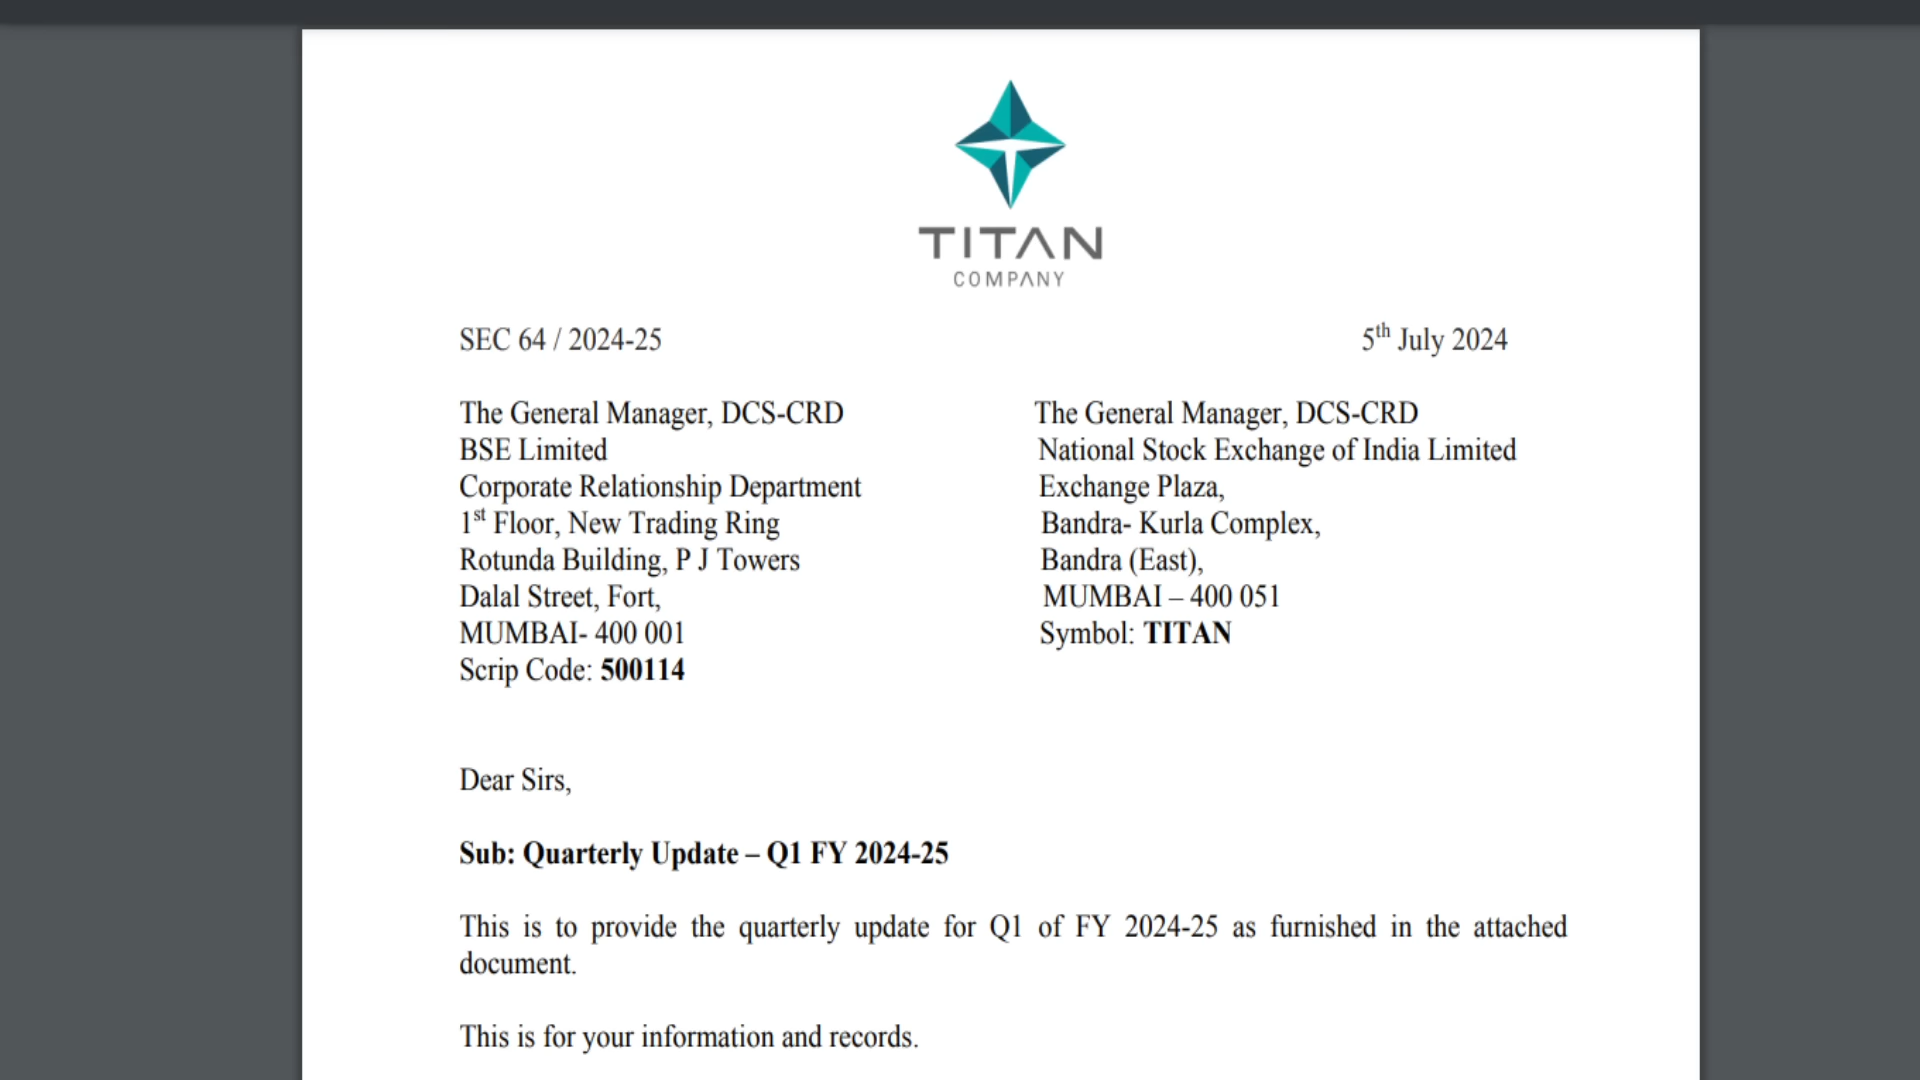 TITAN
COMPANY
SEC 64 / 2024-25
5th July 2024
The General Manager, DCS-CRD
BSE Limited
Corporate Relationship Department
1st Floor, New Trading Ring
Rotunda Building, P J Towers
Dalal Street, Fort,
MUMBAI- 400 001
Scrip Code: 500114
The General Manager, DCS-CRD
National Stock Exchange of India Limited
Exchange Plaza,
Bandra- Kurla Complex,
Bandra (East),
MUMBAI – 400 051
Symbol: TITAN
Dear Sirs,
Sub: Quarterly Update – Q1 FY 2024-25
This is to provide the quarterly update for Q1 of FY 2024-25 as furnished in the attached
document.
This is for your information and records.